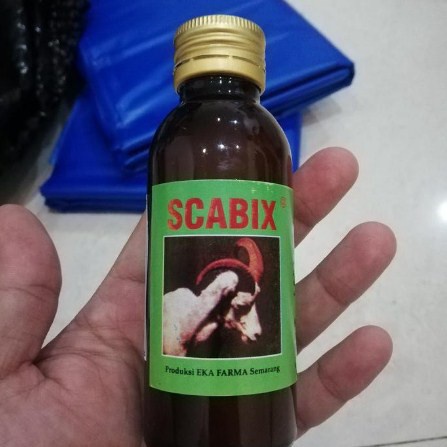 SCABIX
Produksi EKA FARMA Semarang